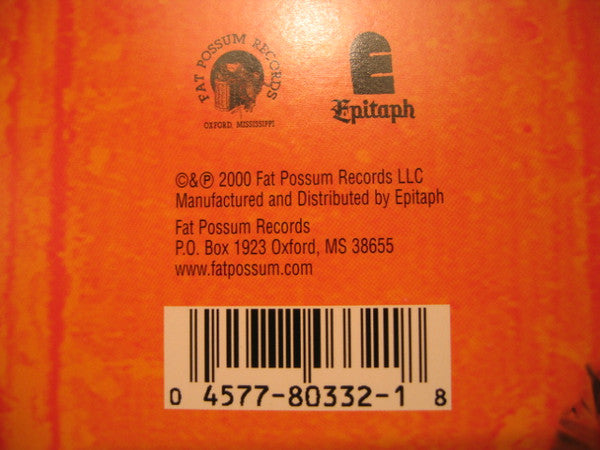 FAT POSSUM RECORDS
OXFORD, MISSISSIPPI
Epitaph
©&℗ 2000 Fat Possum Records LLC
Manufactured and Distributed by Epitaph
Fat Possum Records
P.O. Box 1923 Oxford, MS 38655
www.fatpossum.com
0 4577-80332-1 8